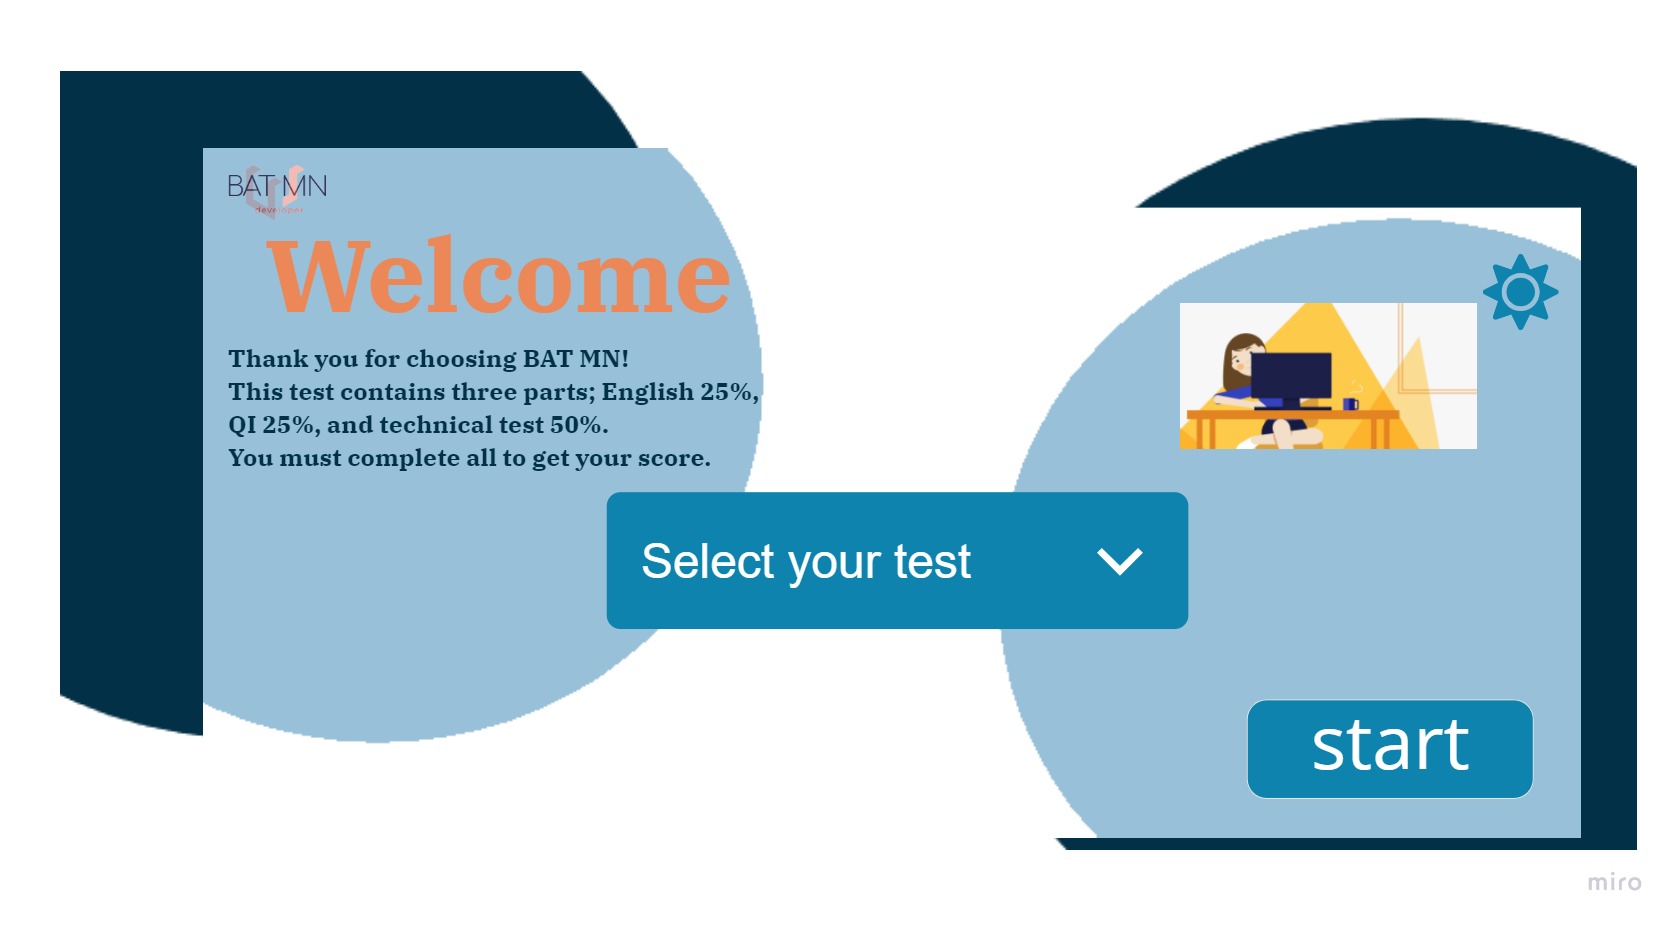 BAT MN
developer
Welcome
Thank you for choosing BAT MN!
This test contains three parts; English 25%,
QI 25%, and technical test 50%.
You must complete all to get your score.
Select your test
start
miro